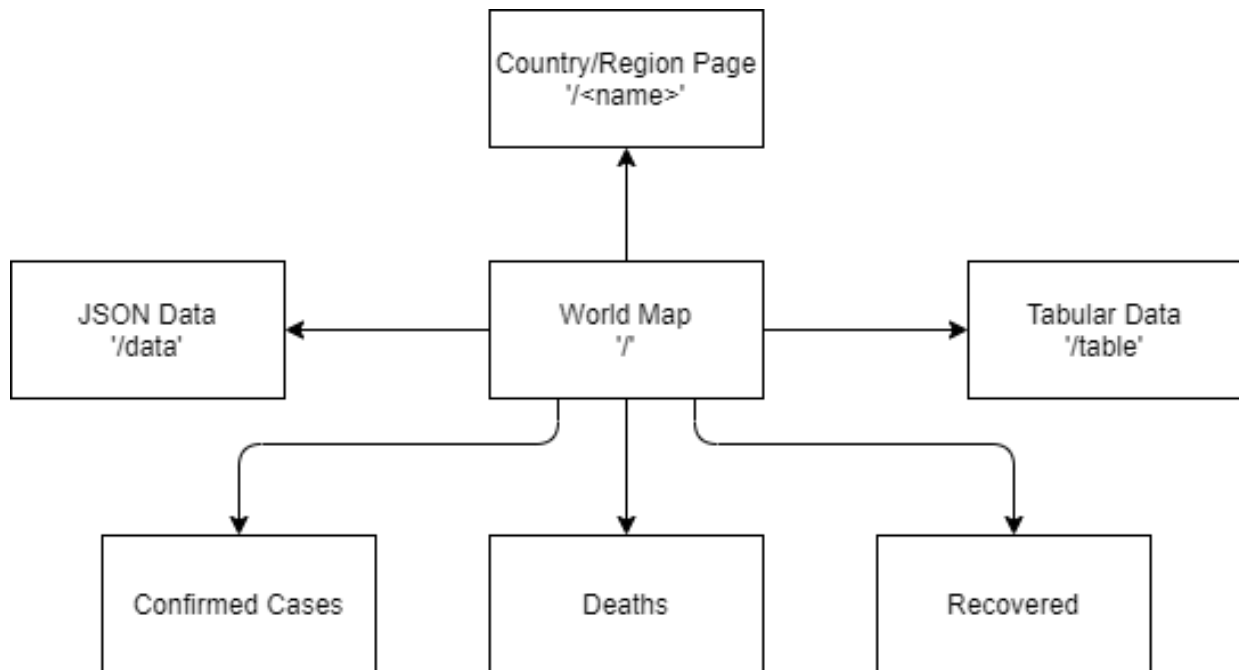 Country/Region Page
'/<name>'
JSON Data
'/data'
World Map
'/'
Tabular Data
'/table'
Confirmed Cases
Deaths
Recovered